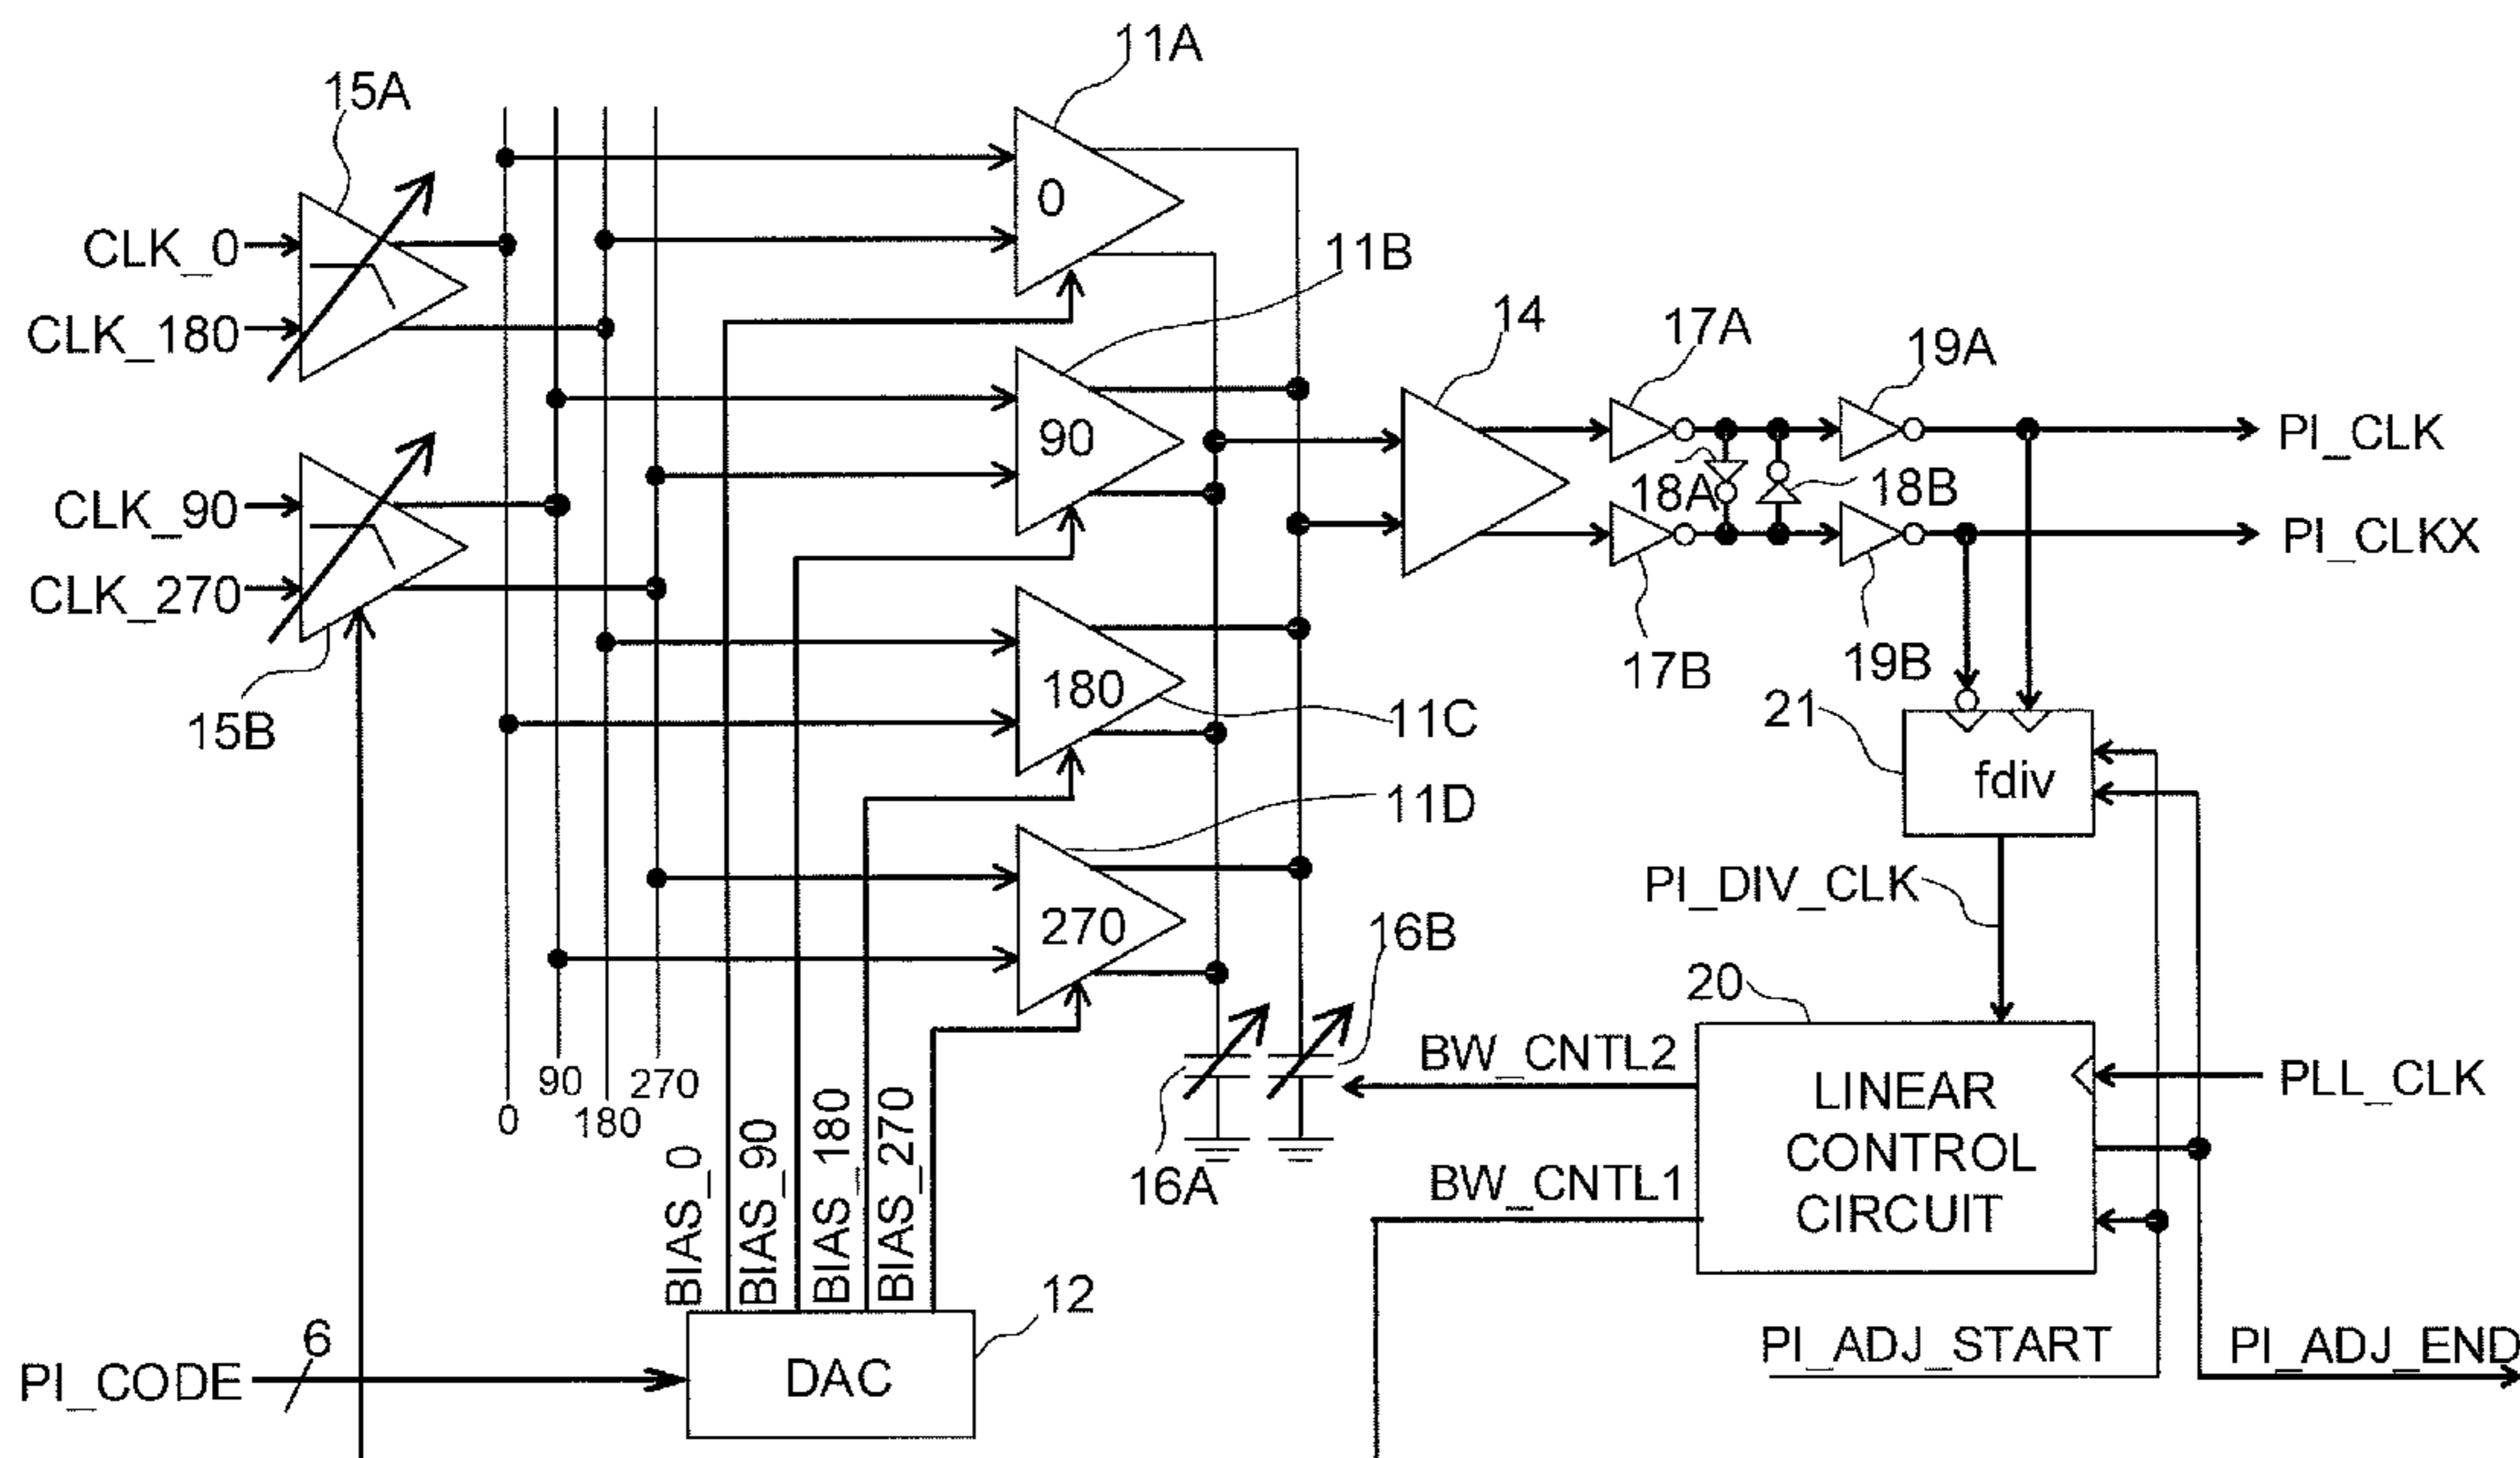 11A
15A
0
CLK_0
CLK_180
11B
14
17A
19A
90
PI_CLK
18A
18B
CLK_90
PI_CLKX
CLK_270
17B
19B
180
15B
11C
21
fdiv
11D
PI_DIV_CLK
270
16B
20
BW_CNTL2
90
270
0
180
LINEAR
CONTROL
CIRCUIT
PLL_CLK
BIAS_0
BIAS_90
BIAS_180
BIAS_270
16A
BW_CNTL1
12
6
PI_CODE
DAC
PI_ADJ_START
PI_ADJ_END